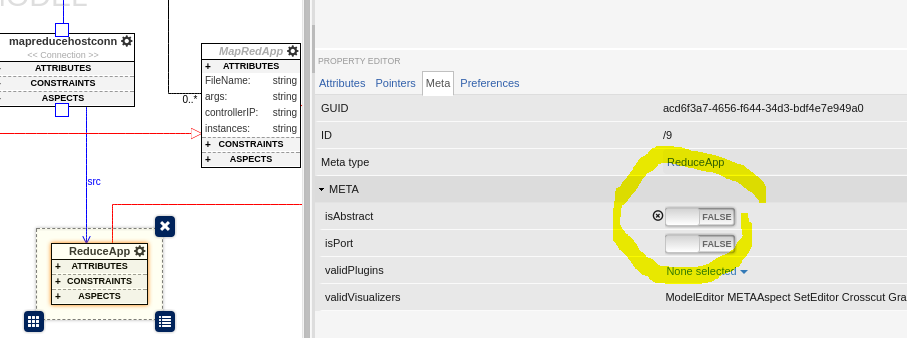 MODEL
mapreducehostconn
<< Connection >>
ATTRIBUTES
CONSTRAINTS
ASPECTS
0..*
MapRedApp
+ ATTRIBUTES
FileName: string
args: string
controllerIP: string
instances: string
+ CONSTRAINTS
+ ASPECTS
src
ReduceApp
+ ATTRIBUTES
+ CONSTRAINTS
+ ASPECTS
PROPERTY EDITOR
Attributes Pointers Meta Preferences
GUID acd6f3a7-4656-f644-34d3-bdf4e7e949a0
ID /9
Meta type ReduceApp
META
isAbstract FALSE
isPort FALSE
validPlugins None selected
validVisualizers ModelEditor METAAspect SetEditor Crosscut Gra